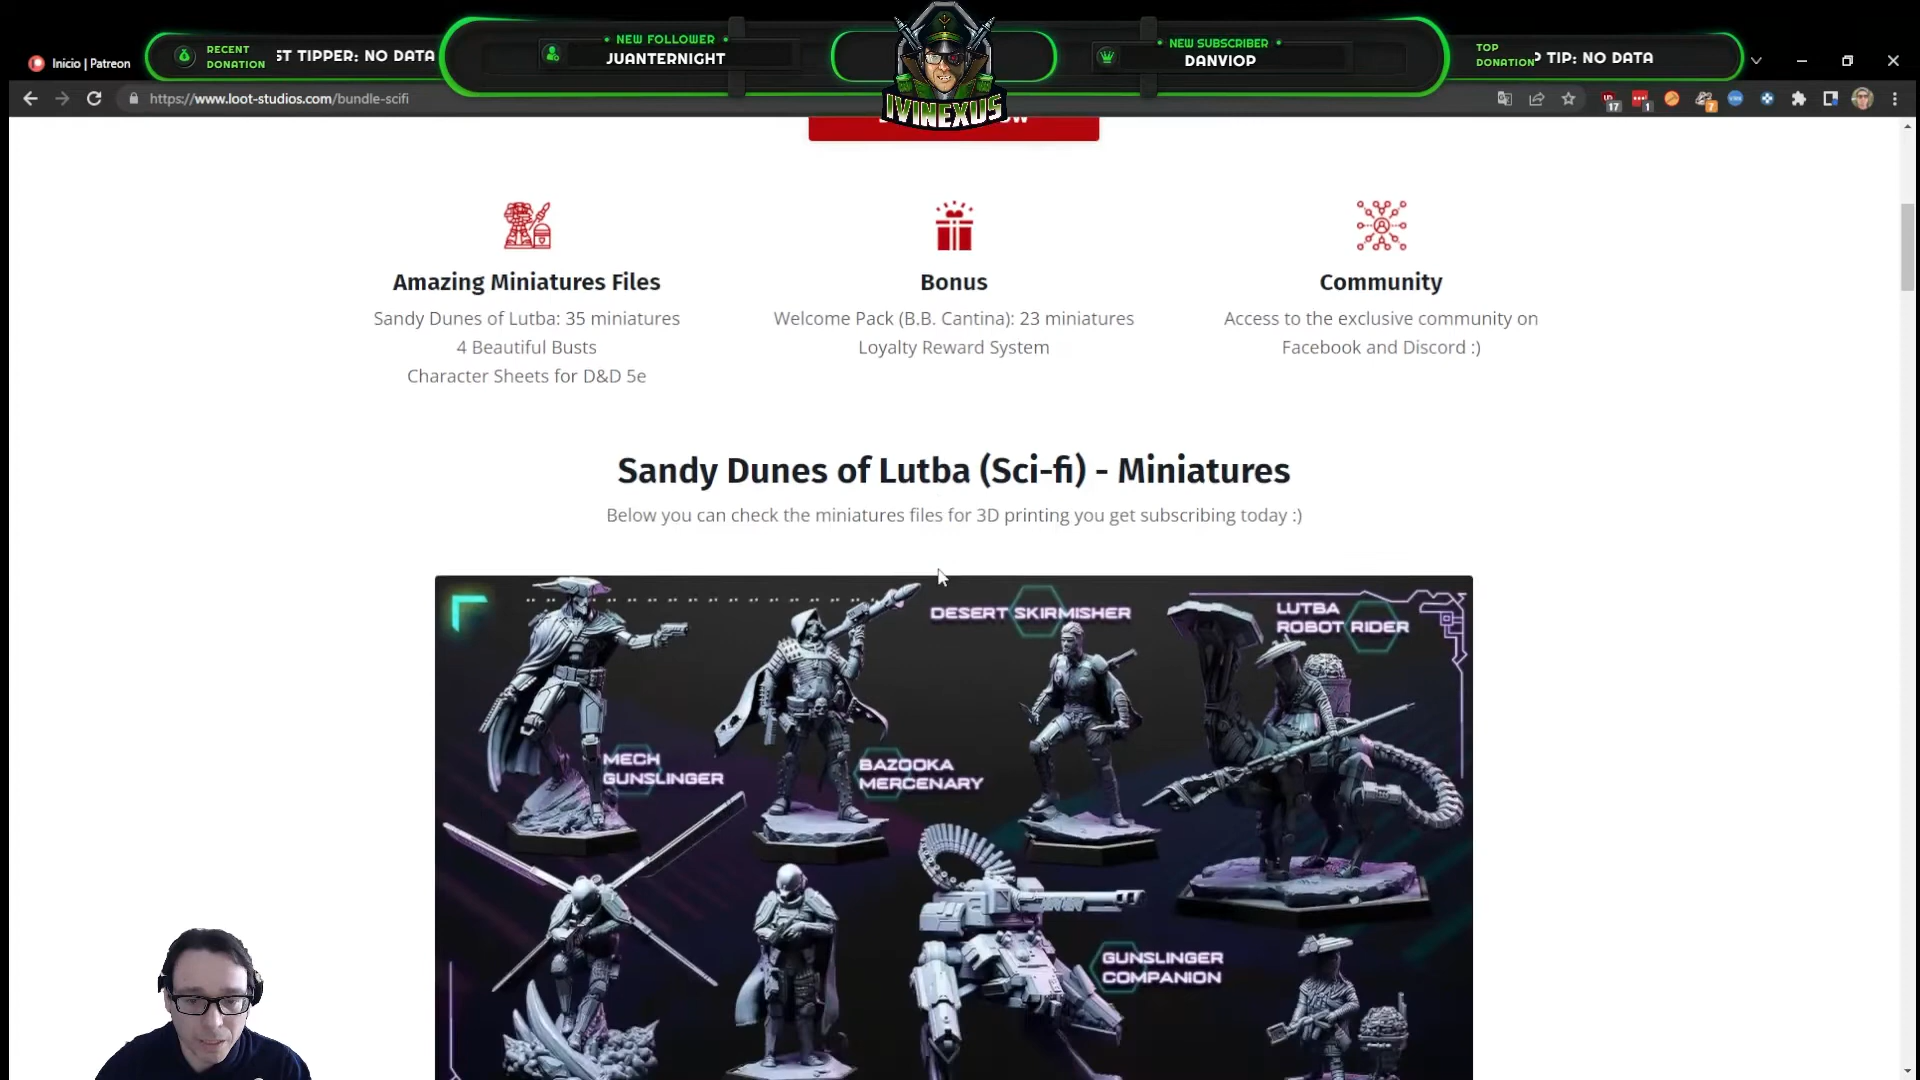 RECENT
DONATION
ST TIPPER: NO DATA
• NEW FOLLOWER •
JUANTERNIGHT
IVINEXUS
• NEW SUBSCRIBER •
DANVIOP
TOP
DONATION
TIP: NO DATA
Inicio | Patreon
https://www.loot-studios.com/bundle-scifi
17
1
7
Amazing Miniatures Files
Sandy Dunes of Lutba: 35 miniatures
4 Beautiful Busts
Character Sheets for D&D 5e
Bonus
Welcome Pack (B.B. Cantina): 23 miniatures
Loyalty Reward System
Community
Access to the exclusive community on
Facebook and Discord :)
Sandy Dunes of Lutba (Sci-fi) - Miniatures
Below you can check the miniatures files for 3D printing you get subscribing today :)
DESERT SKIRMISHER
LUTBA
ROBOT RIDER
MECH
GUNSLINGER
BAZOOKA
MERCENARY
GUNSLINGER
COMPANION